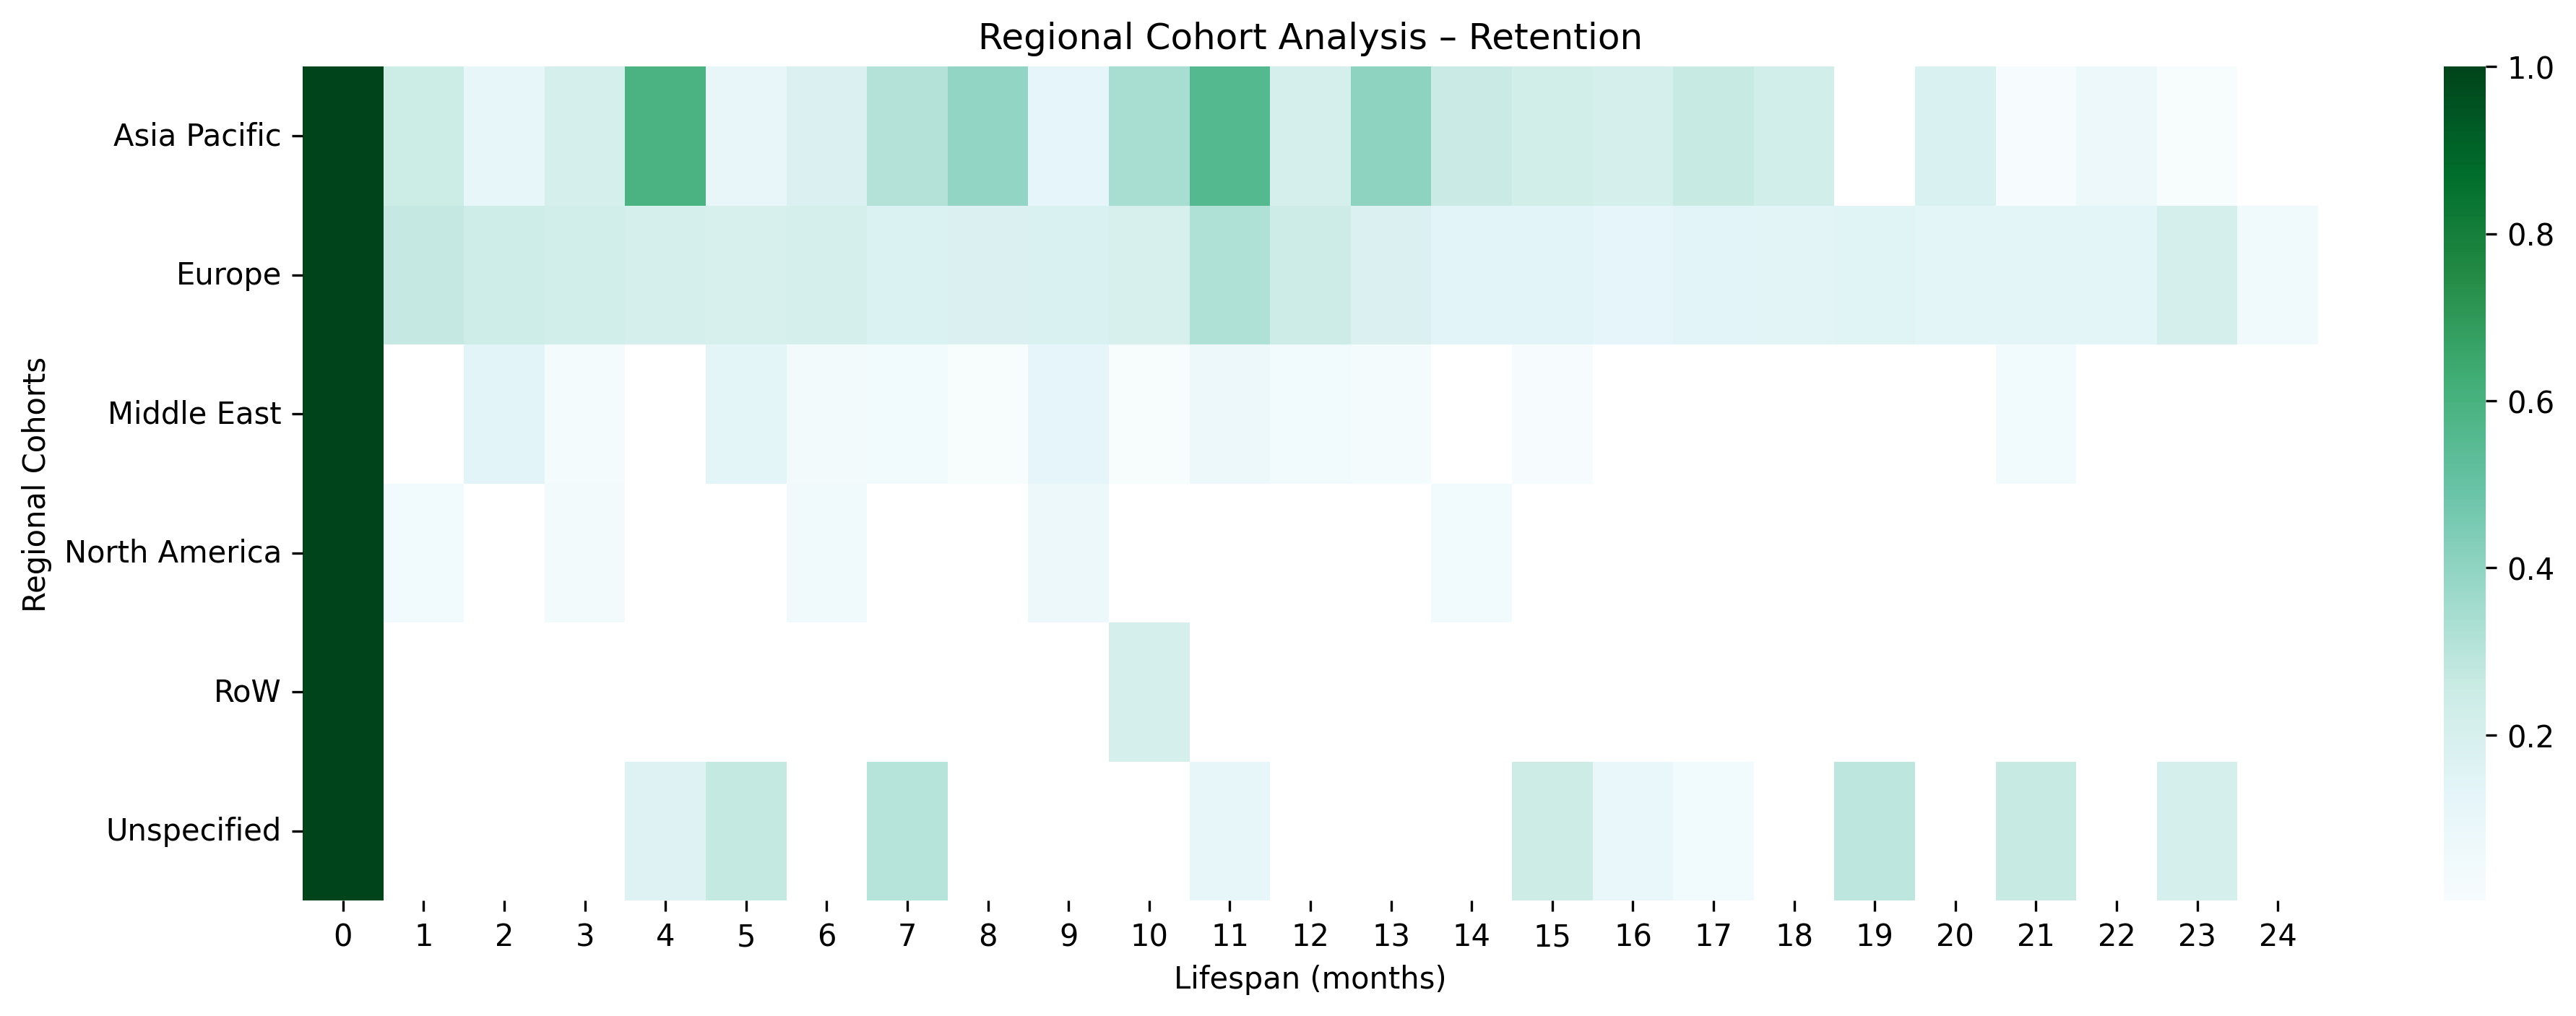 Regional Cohort Analysis – Retention
Regional Cohorts
Asia Pacific
Europe
Middle East
North America
RoW
Unspecified
0 1 2 3 4 5 6 7 8 9 10 11 12 13 14 15 16 17 18 19 20 21 22 23 24
Lifespan (months)
1.0
0.8
0.6
0.4
0.2